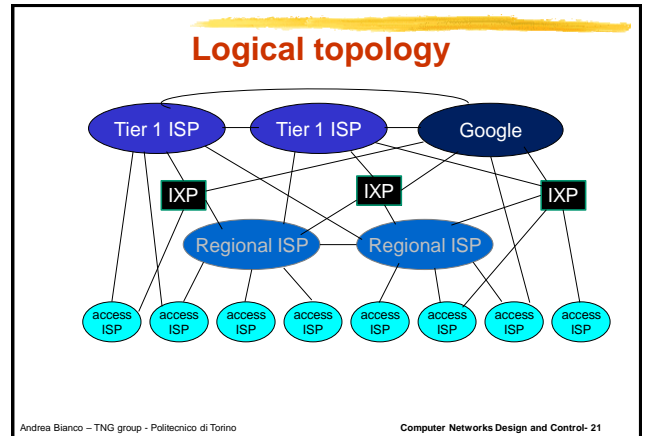 Logical topology
Tier 1 ISP
Tier 1 ISP
Google
IXP
IXP
IXP
Regional ISP
Regional ISP
access
ISP
access
ISP
access
ISP
access
ISP
access
ISP
access
ISP
access
ISP
access
ISP
Andrea Bianco – TNG group - Politecnico di Torino
Computer Networks Design and Control- 21